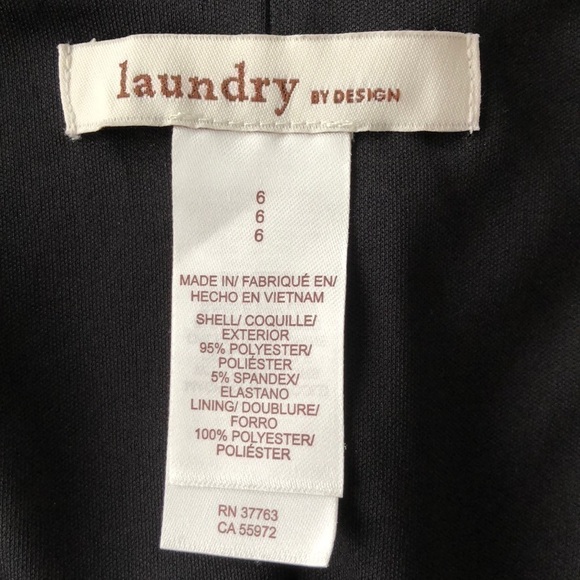 laundry BY DESIGN
6
6
6
MADE IN/ FABRIQUÉ EN/
HECHO EN VIETNAM
SHELL/ COQUILLE/
EXTERIOR
95% POLYESTER/
POLIÉSTER
5% SPANDEX/
ELASTANO
LINING/ DOUBLURE/
FORRO
100% POLYESTER/
POLIÉSTER
RN 37763
CA 55972